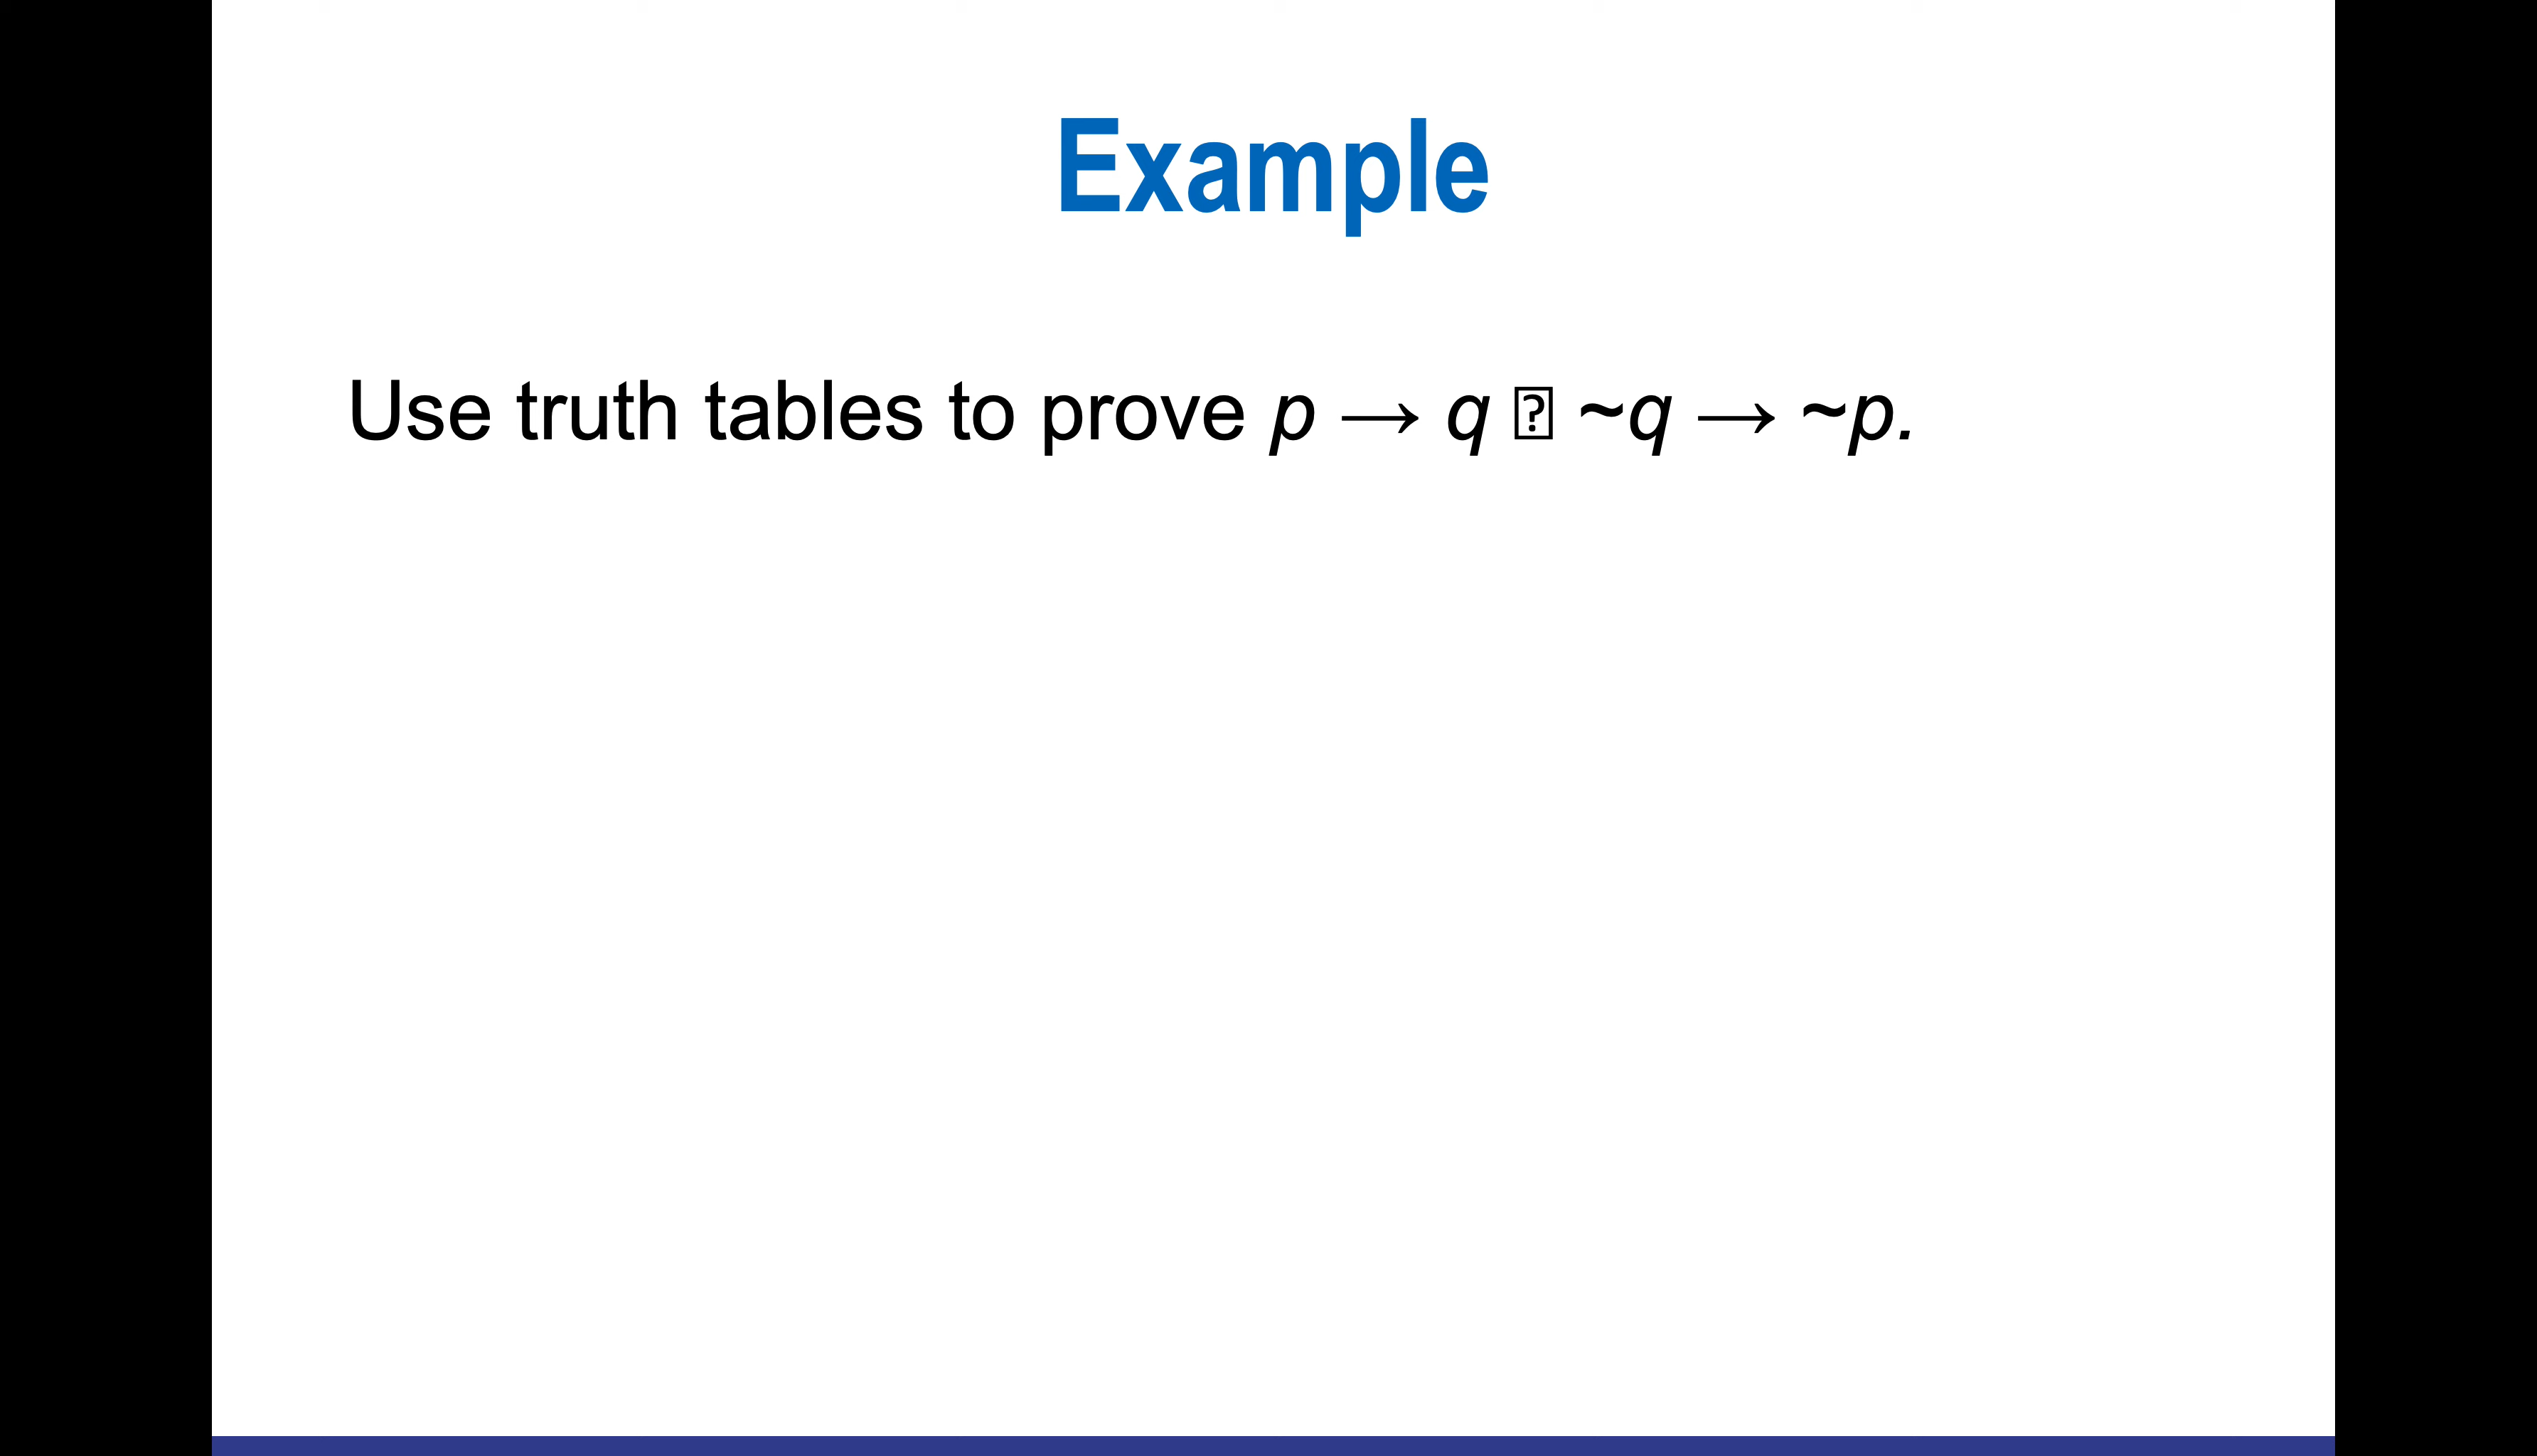 Example
Use truth tables to prove p → q ⍰ ~q → ~p.